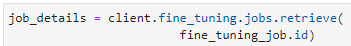 job_details = client.fine_tuning.jobs.retrieve(
fine_tuning_job.id)